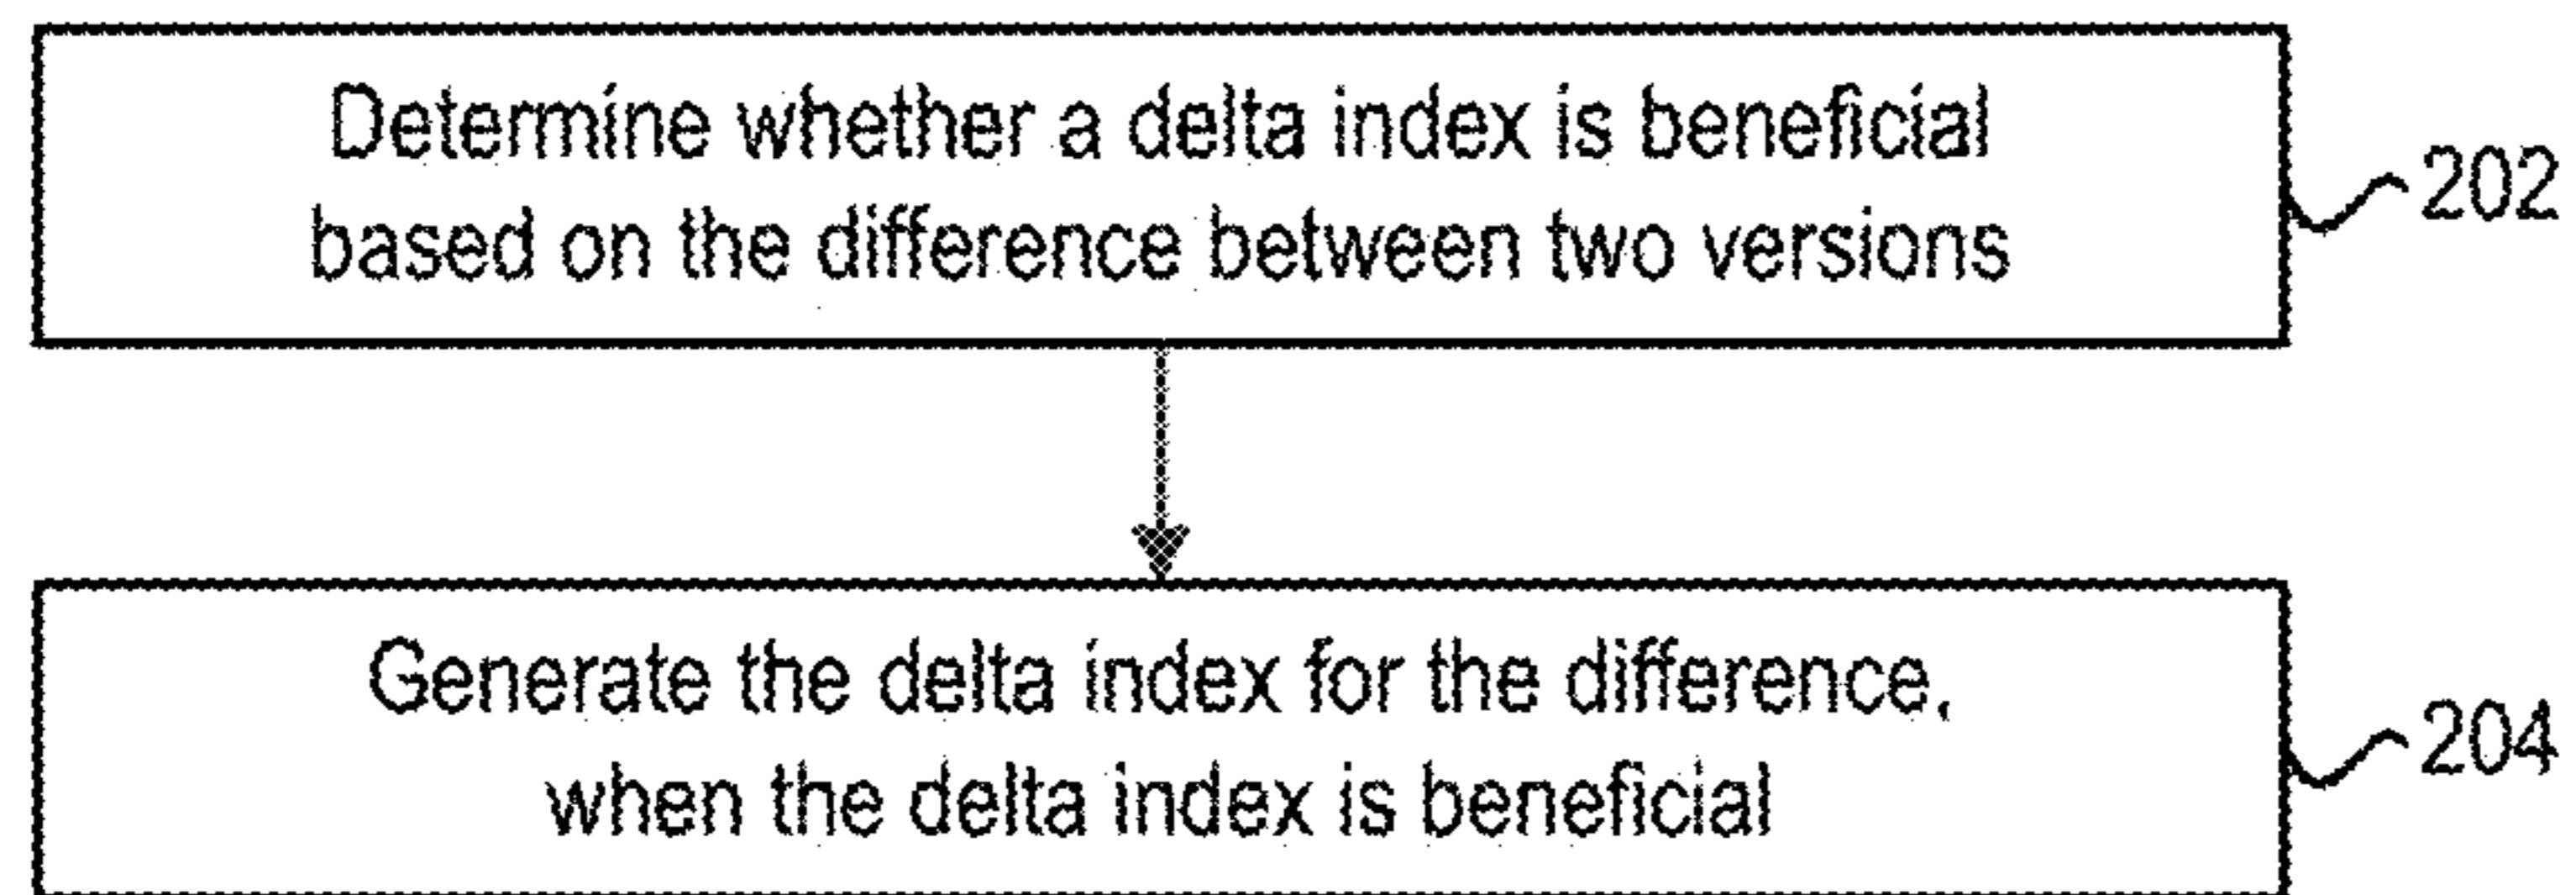 Determine whether a delta index is beneficial
based on the difference between two versions
202
Generate the delta index for the difference,
when the delta index is beneficial
204